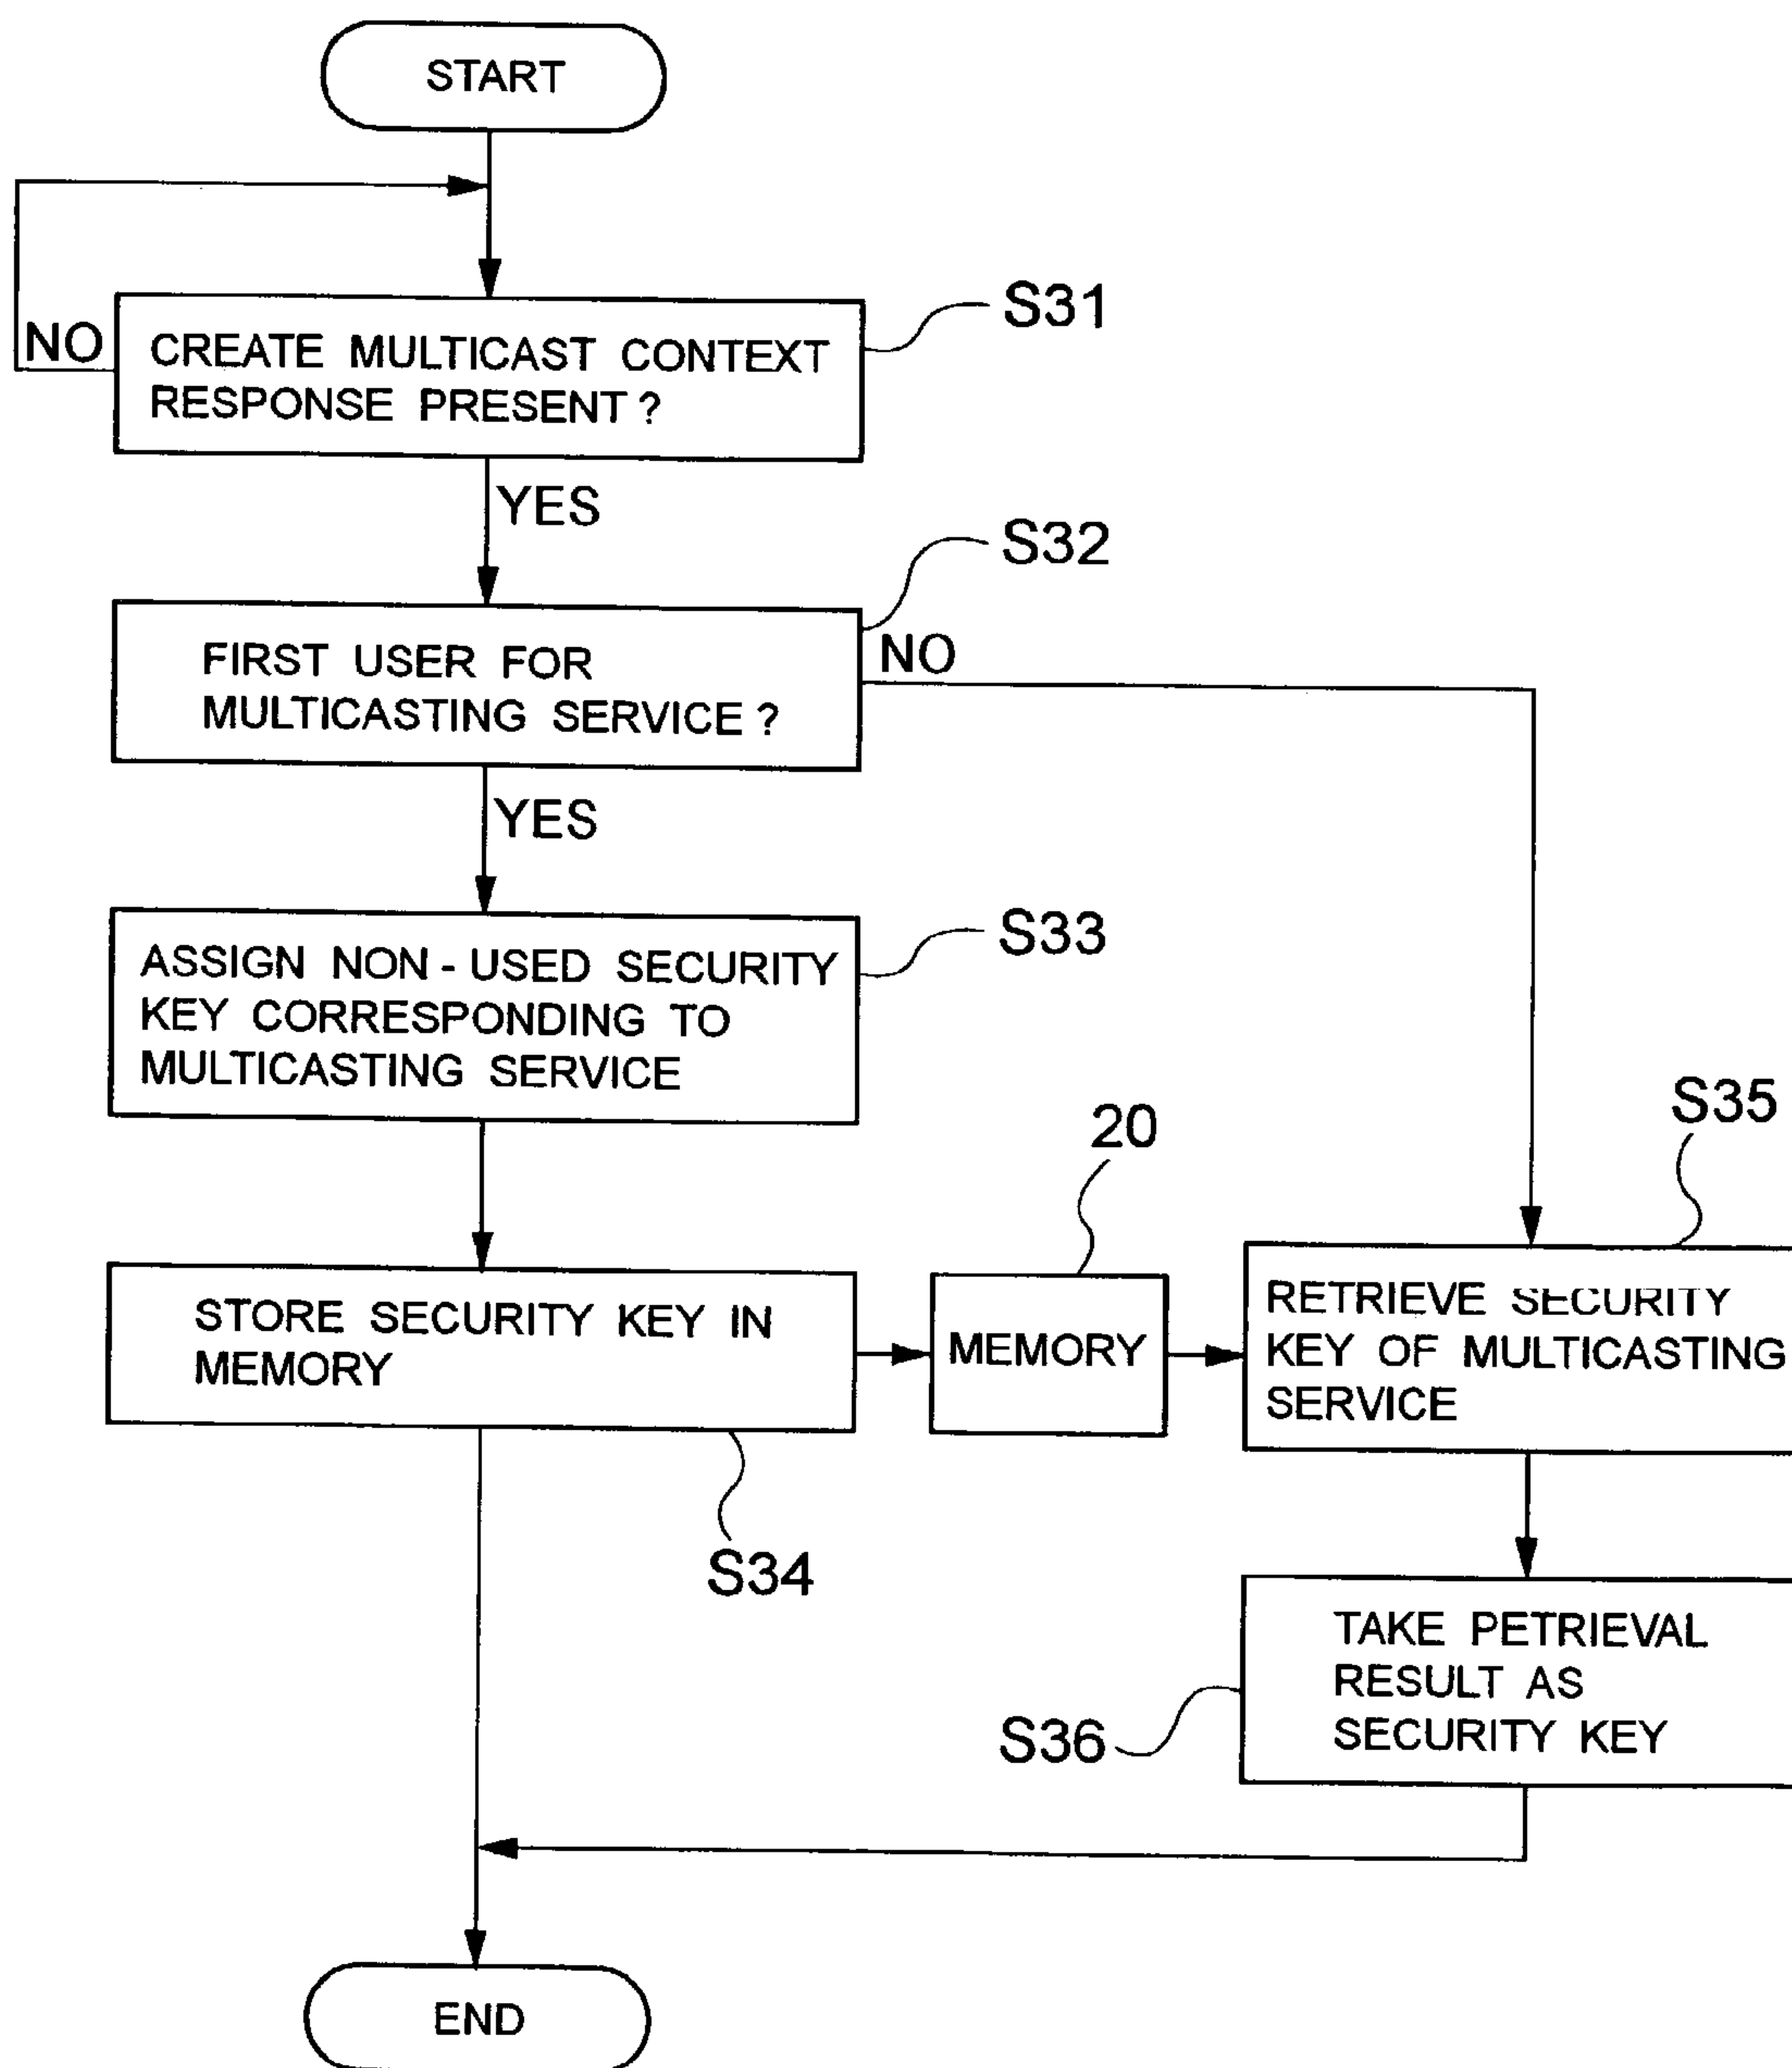 START
NO
CREATE MULTICAST CONTEXT
RESPONSE PRESENT ?
S31
YES
S32
FIRST USER FOR
MULTICASTING SERVICE ?
NO
YES
S33
ASSIGN NON - USED SECURITY
KEY CORRESPONDING TO
MULTICASTING SERVICE
20
S35
STORE SECURITY KEY IN
MEMORY
MEMORY
RETRIEVE SECURITY
KEY OF MULTICASTING
SERVICE
S34
TAKE PETRIEVAL
RESULT AS
SECURITY KEY
S36
END